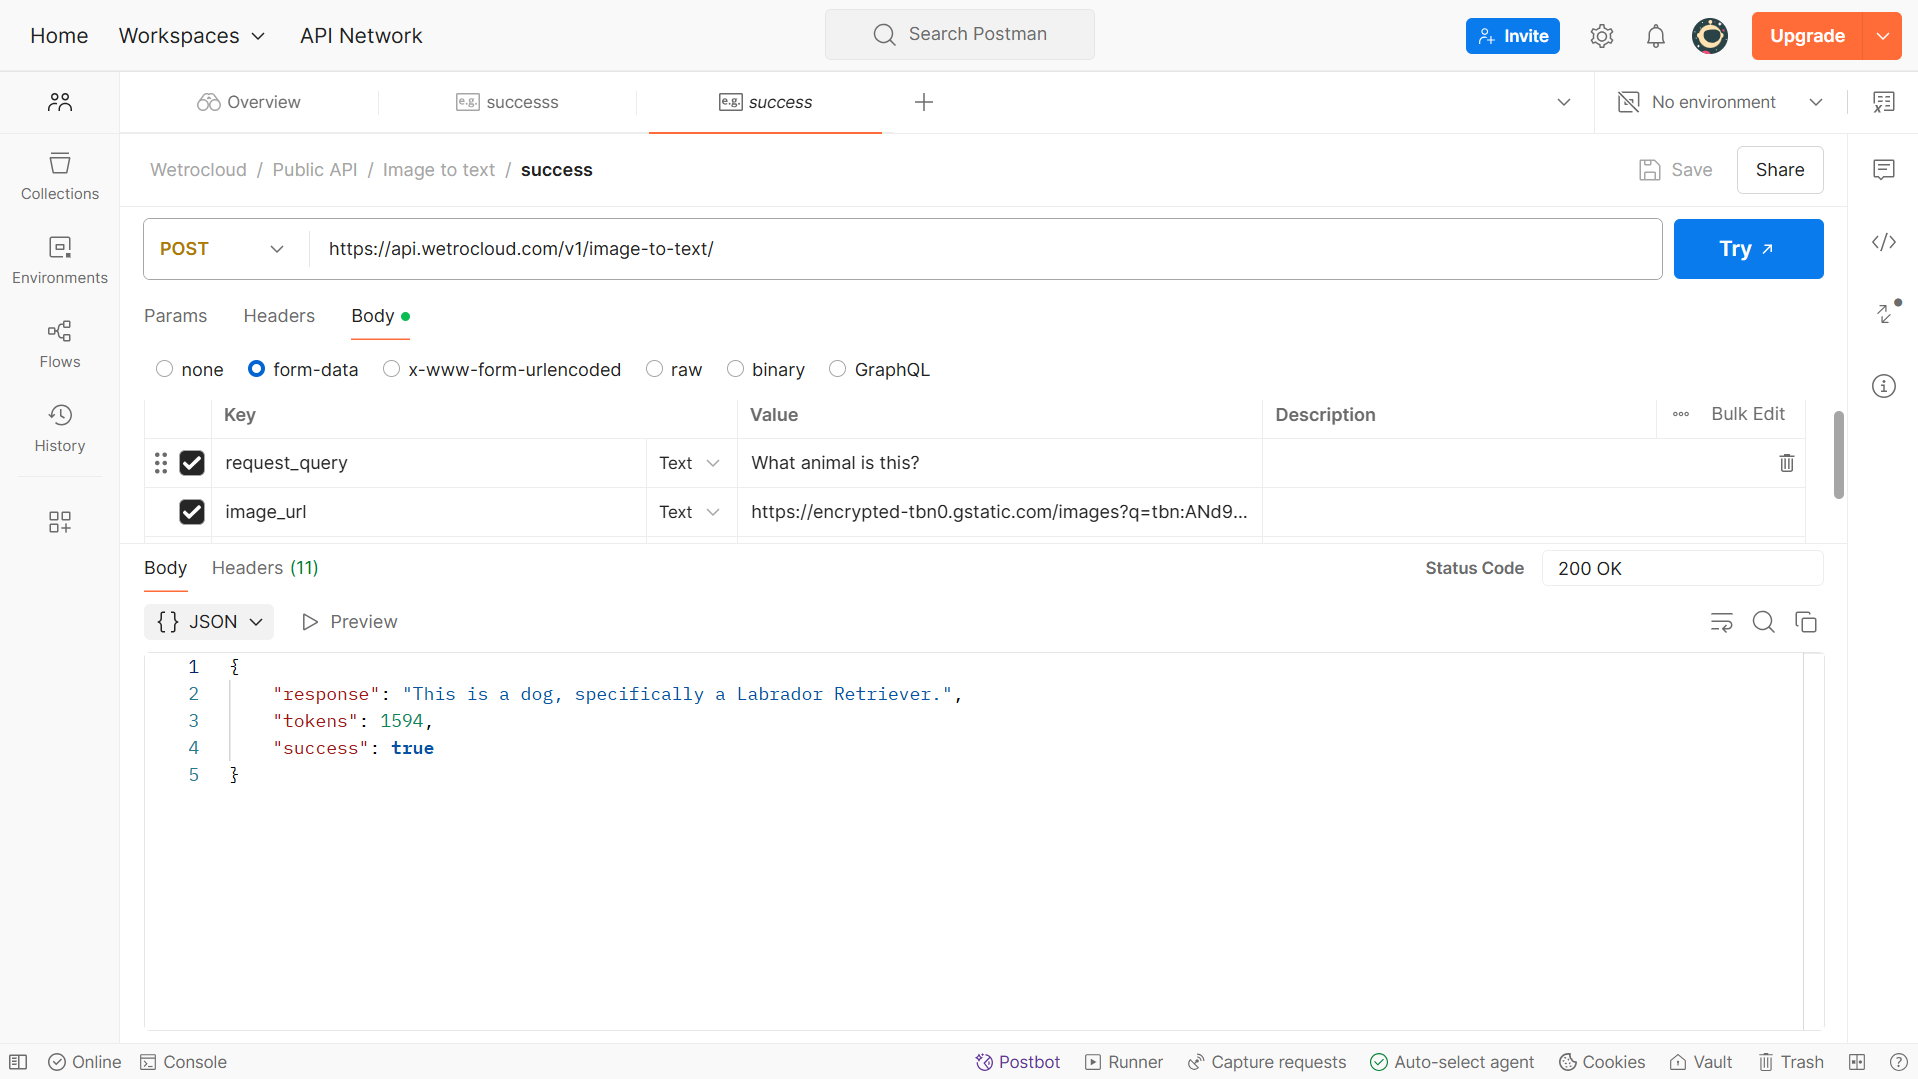 Home Workspaces API Network Search Postman Invite Upgrade
Overview e.g. successs e.g. success No environment
Wetrocloud / Public API / Image to text / success Save Share
POST https://api.wetrocloud.com/v1/image-to-text/ Try
Collections
Environments
Flows
History
Params Headers Body
none form-data x-www-form-urlencoded raw binary GraphQL
Key Value Description Bulk Edit
request_query Text What animal is this?
image_url Text https://encrypted-tbn0.gstatic.com/images?q=tbn:ANd9...
Body Headers (11) Status Code 200 OK
{} JSON Preview
1 {
2 "response": "This is a dog, specifically a Labrador Retriever.",
3 "tokens": 1594,
4 "success": true
5 }
Online Console Postbot Runner Capture requests Auto-select agent Cookies Vault Trash